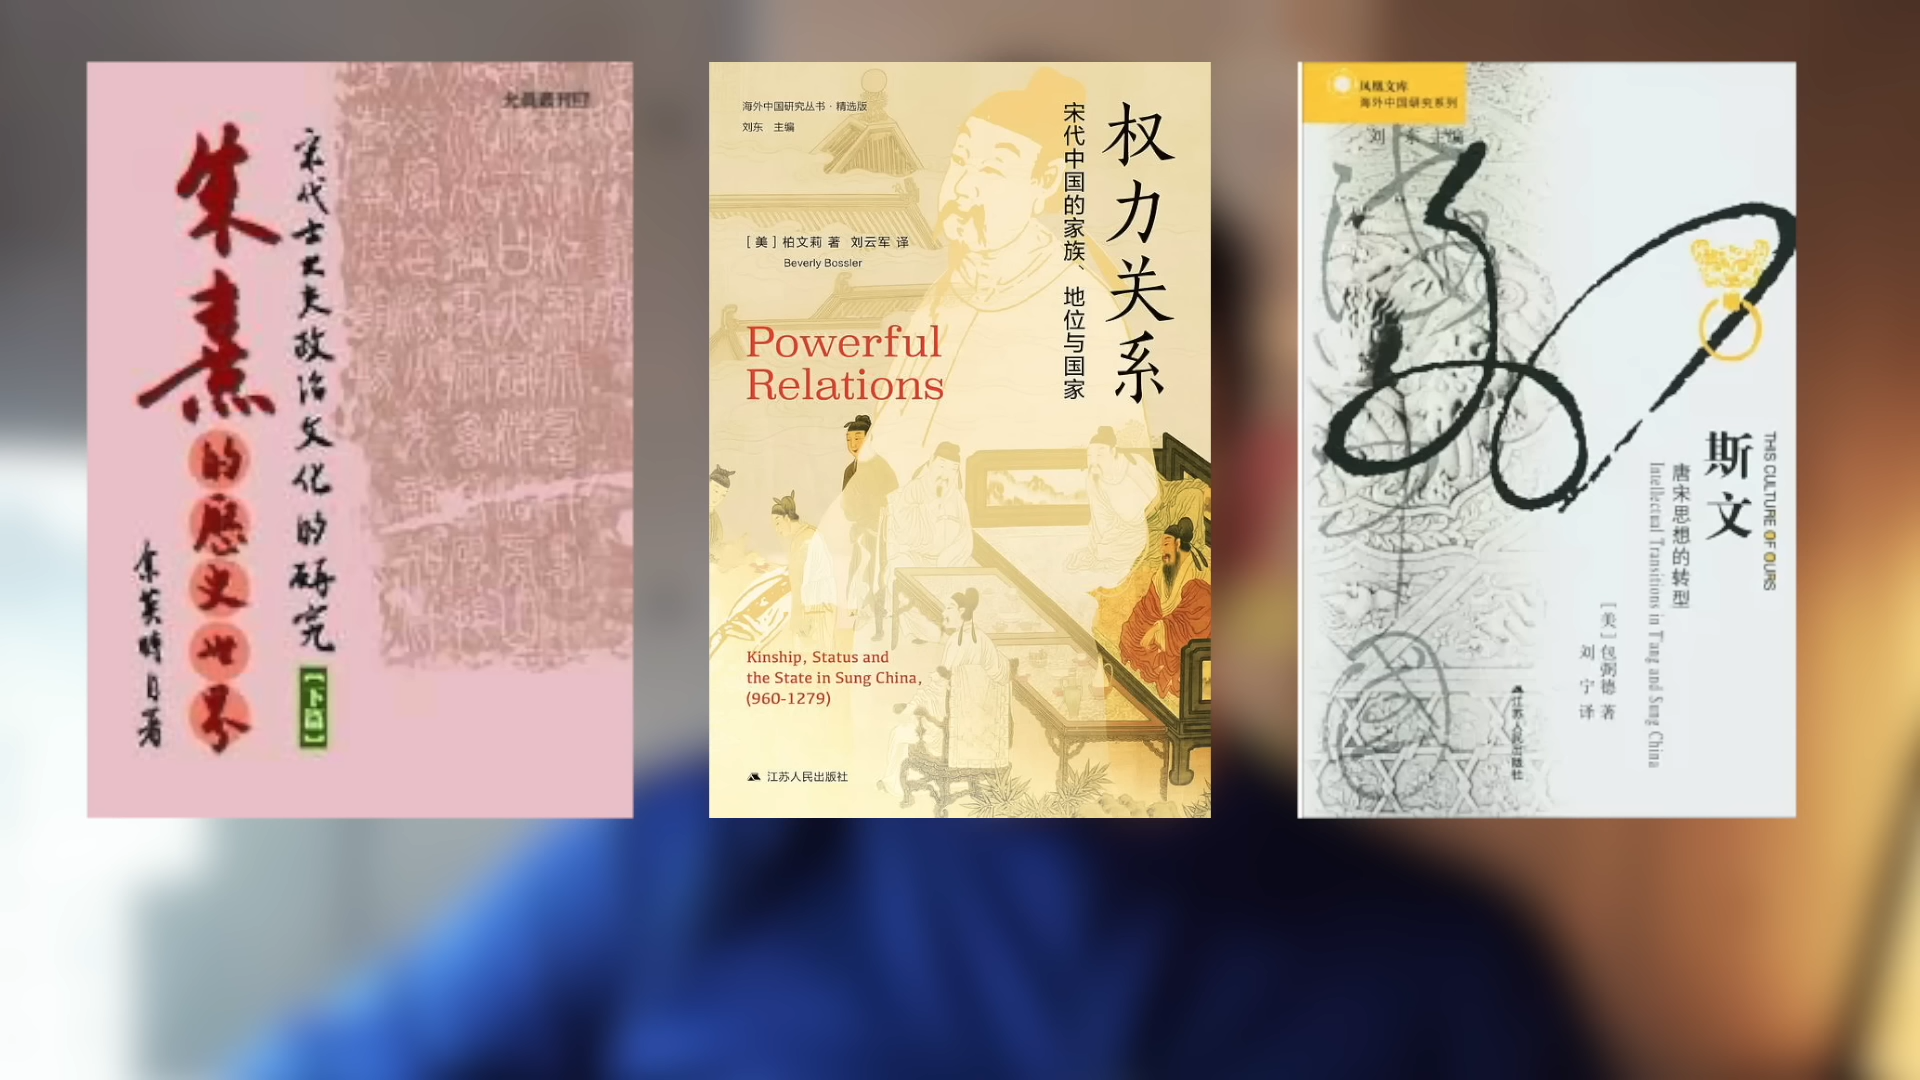 允晨叢刊97
朱熹的歷史世界
宋代士大夫政治文化的研究
【下篇】
余英時自著
海外中国研究丛书·精选版
刘东 主编
权力关系
宋代中国的家族、地位与国家
[美]柏文莉 著 刘云军 译
Beverly Bossler
Powerful
Relations
Kinship, Status and
the State in Sung China,
(960-1279)
江苏人民出版社
凤凰文库
海外中国研究系列
刘 东 主编
THIS CULTURE OF OURS
斯文
唐宋思想的转型
Intellectual Transitions in T'ang and Sung China
[美]包弼德 著
刘 宁 译
江苏人民出版社